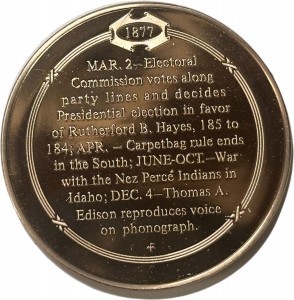 1877
MAR. 2—Electoral
Commission votes along
party lines and decides
Presidential election in favor
of Rutherford B. Hayes, 185 to
184; APR. – Carpetbag rule ends
in the South; JUNE-OCT.—War
with the Nez Percé Indians in
Idaho; DEC. 4—Thomas A.
Edison reproduces voice
on phonograph.